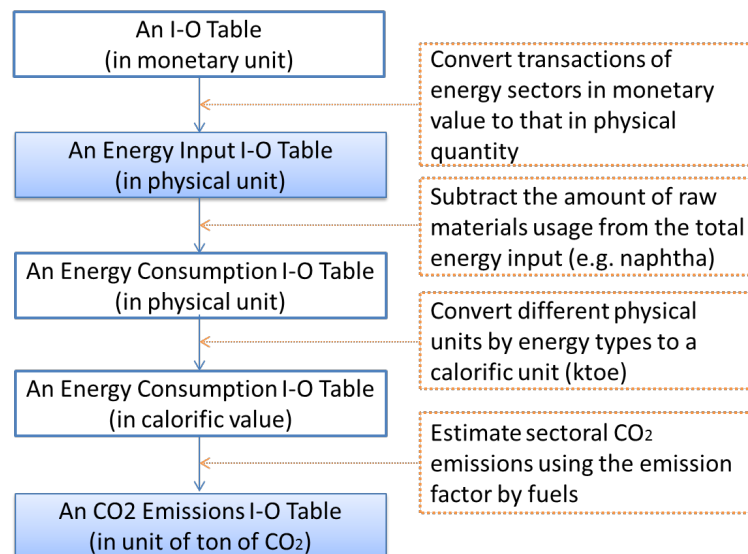 An I-O Table
(in monetary unit)
Convert transactions of
energy sectors in monetary
value to that in physical
quantity
An Energy Input I-O Table
(in physical unit)
Subtract the amount of raw
materials usage from the total
energy input (e.g. naphtha)
An Energy Consumption I-O Table
(in physical unit)
Convert different physical
units by energy types to a
calorific unit (ktoe)
An Energy Consumption I-O Table
(in calorific value)
Estimate sectoral CO₂
emissions using the emission
factor by fuels
An CO2 Emissions I-O Table
(in unit of ton of CO₂)